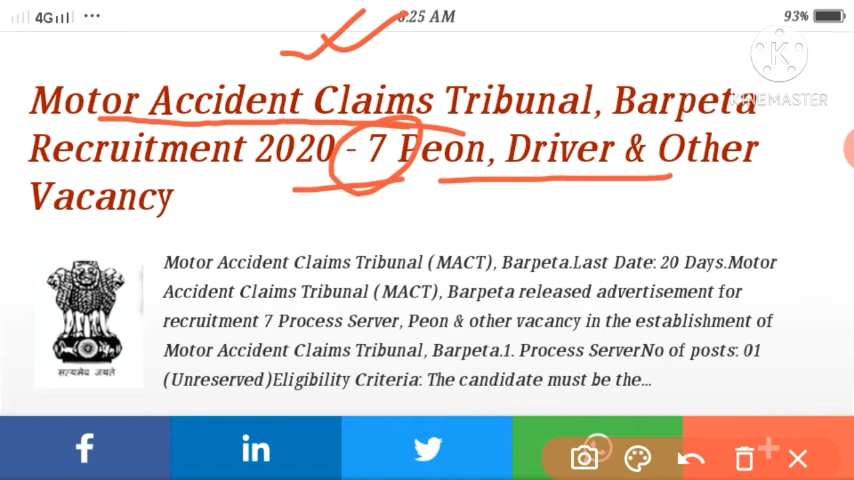 4G
6:25 AM
93%
K
KINEMASTER
Motor Accident Claims Tribunal, Barpeta
Recruitment 2020 - 7 Peon, Driver & Other
Vacancy
Motor Accident Claims Tribunal (MACT), Barpeta.Last Date: 20 Days.Motor
Accident Claims Tribunal (MACT), Barpeta released advertisement for
recruitment 7 Process Server, Peon & other vacancy in the establishment of
Motor Accident Claims Tribunal, Barpeta.1. Process ServerNo of posts: 01
(Unreserved)Eligibility Criteria: The candidate must be the...
सत्यमेव जयते